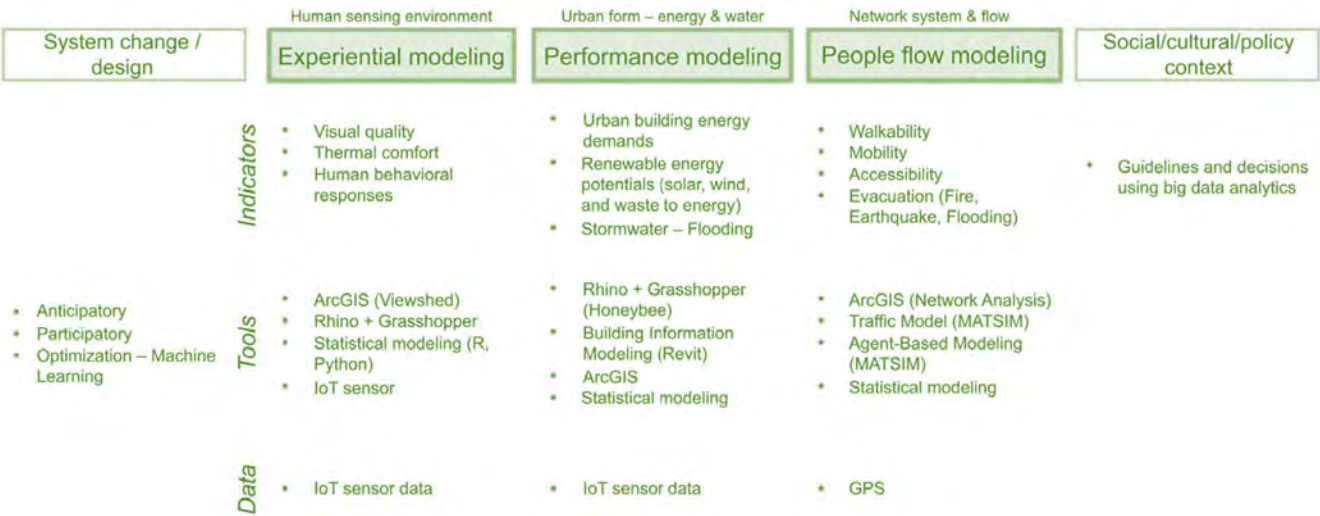 Human sensing environment
Urban form – energy & water
Network system & flow
System change /
design
Experiential modeling
Performance modeling
People flow modeling
Social/cultural/policy
context
Indicators
• Visual quality
• Thermal comfort
• Human behavioral
responses
• Urban building energy
demands
• Renewable energy
potentials (solar, wind,
and waste to energy)
• Stormwater – Flooding
• Walkability
• Mobility
• Accessibility
• Evacuation (Fire,
Earthquake, Flooding)
• Guidelines and decisions
using big data analytics
• Anticipatory
• Participatory
• Optimization – Machine
Learning
Tools
• ArcGIS (Viewshed)
• Rhino + Grasshopper
• Statistical modeling (R,
Python)
• IoT sensor
• Rhino + Grasshopper
(Honeybee)
• Building Information
Modeling (Revit)
• ArcGIS
• Statistical modeling
• ArcGIS (Network Analysis)
• Traffic Model (MATSIM)
• Agent-Based Modeling
(MATSIM)
• Statistical modeling
Data
• IoT sensor data
• IoT sensor data
• GPS